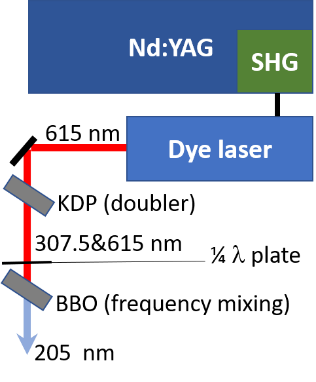 Nd:YAG
SHG
615 nm
Dye laser
KDP (doubler)
307.5&615 nm
¼ λ plate
BBO (frequency mixing)
205 nm